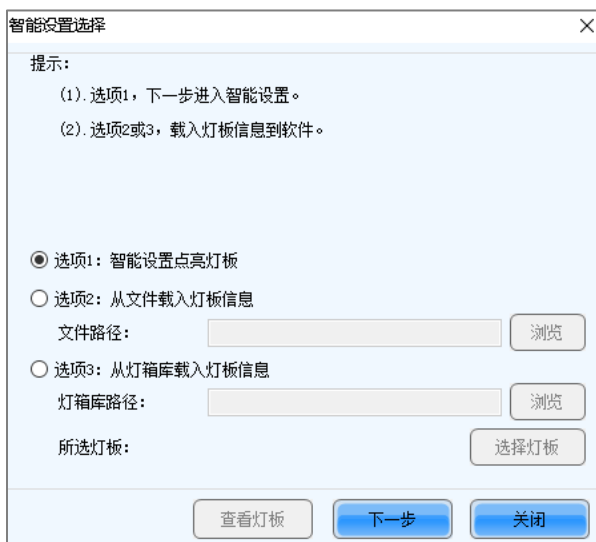 智能设置选择
提示:
(1).选项1，下一步进入智能设置。
(2).选项2或3，载入灯板信息到软件。
选项1: 智能设置点亮灯板
选项2: 从文件载入灯板信息
文件路径: 浏览
选项3: 从灯箱库载入灯板信息
灯箱库路径: 浏览
所选灯板: 选择灯板
查看灯板 下一步 关闭